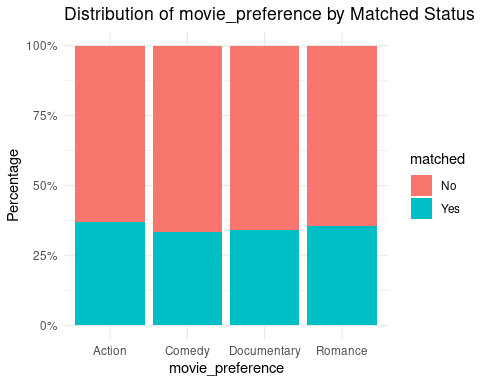 Distribution of movie_preference by Matched Status
100%
75%
50%
25%
0%
Percentage
Action Comedy Documentary Romance
movie_preference
matched
No
Yes